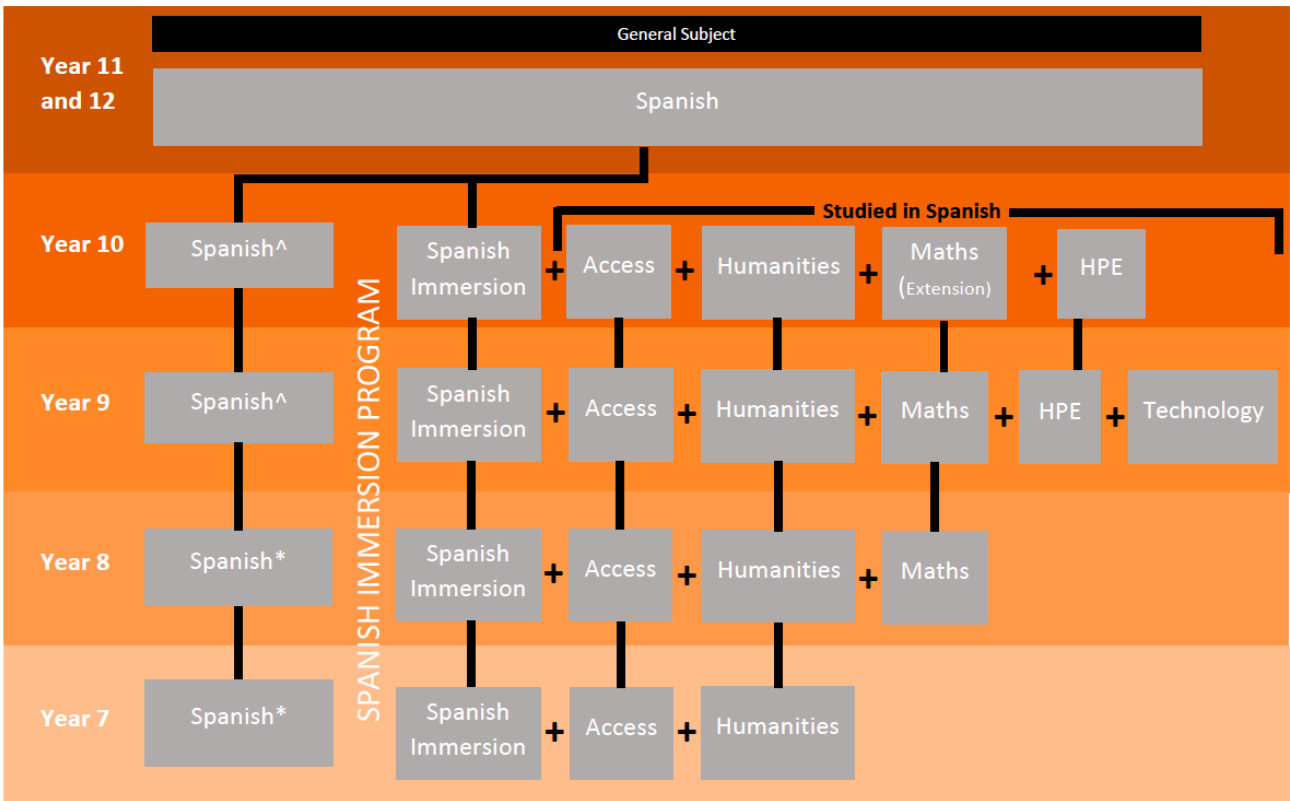 General Subject
Year 11
and 12
Spanish
Studied in Spanish
Year 10
Spanish^
Spanish
Immersion
+
Access
+
Humanities
+
Maths
(Extension)
+
HPE
SPANISH IMMERSION PROGRAM
Year 9
Spanish^
Spanish
Immersion
+
Access
+
Humanities
+
Maths
+
HPE
+
Technology
Year 8
Spanish*
Spanish
Immersion
+
Access
+
Humanities
+
Maths
Year 7
Spanish*
Spanish
Immersion
+
Access
+
Humanities